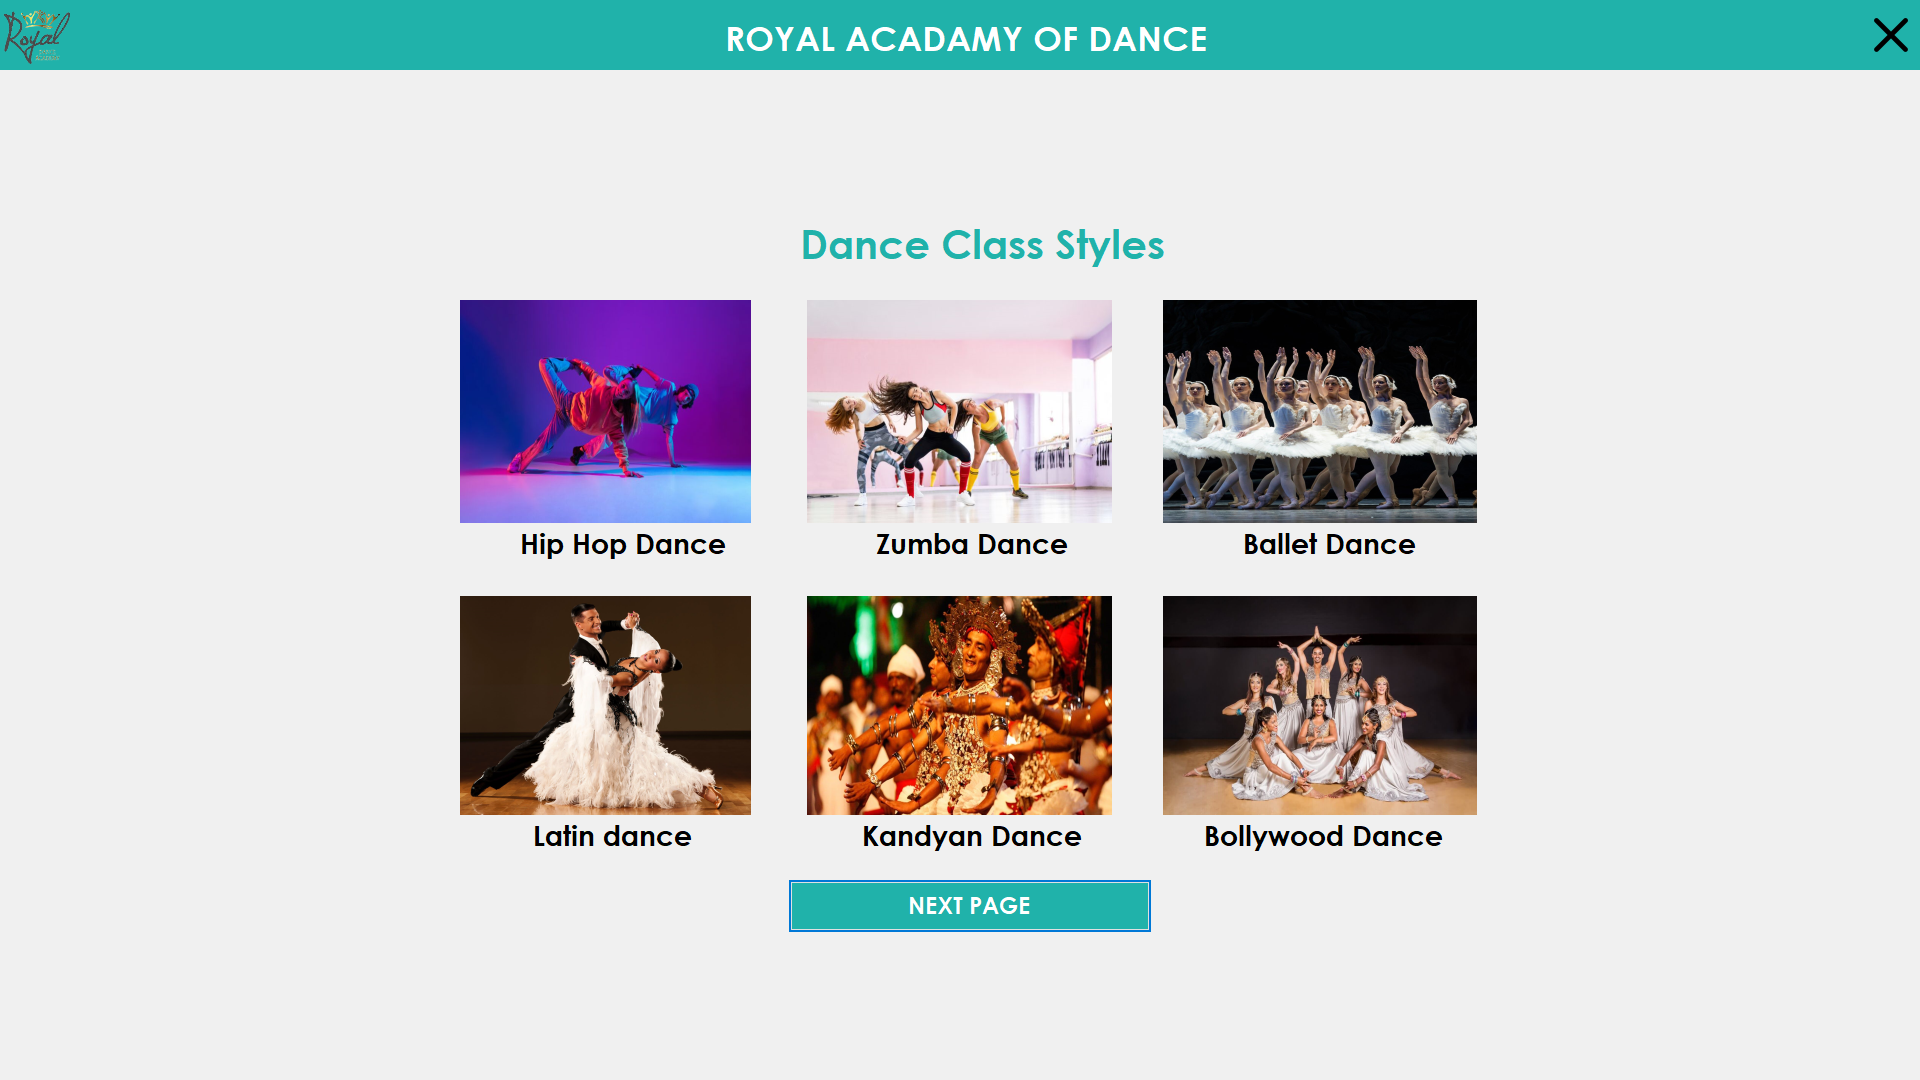 Royal
ROYAL ACADAMY OF DANCE
Dance Class Styles
Hip Hop Dance
Zumba Dance
Ballet Dance
Latin dance
Kandyan Dance
Bollywood Dance
NEXT PAGE